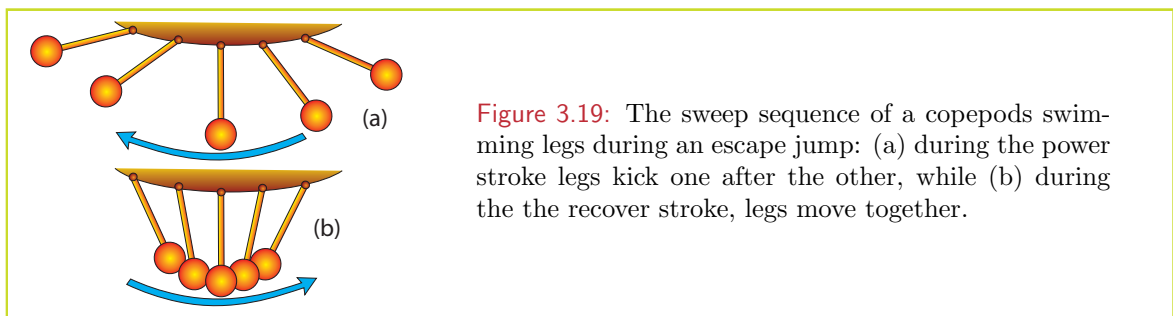 (a)
(b)
Figure 3.19: The sweep sequence of a copepods swim-
ming legs during an escape jump: (a) during the power
stroke legs kick one after the other, while (b) during
the the recover stroke, legs move together.